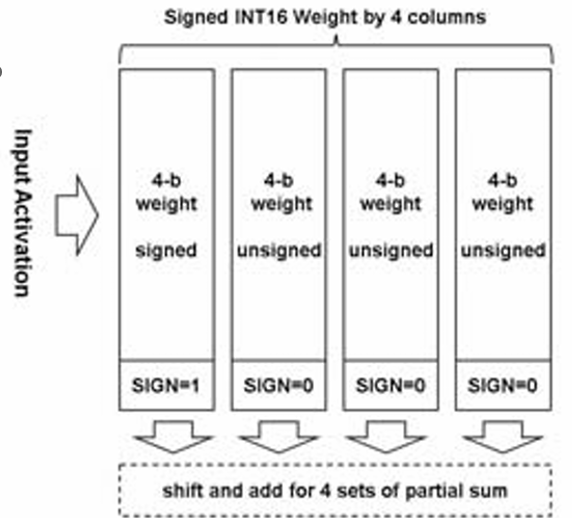 Signed INT16 Weight by 4 columns
Input Activation
4-b
weight
signed
4-b
weight
unsigned
4-b
weight
unsigned
4-b
weight
unsigned
SIGN=1
SIGN=0
SIGN=0
SIGN=0
shift and add for 4 sets of partial sum